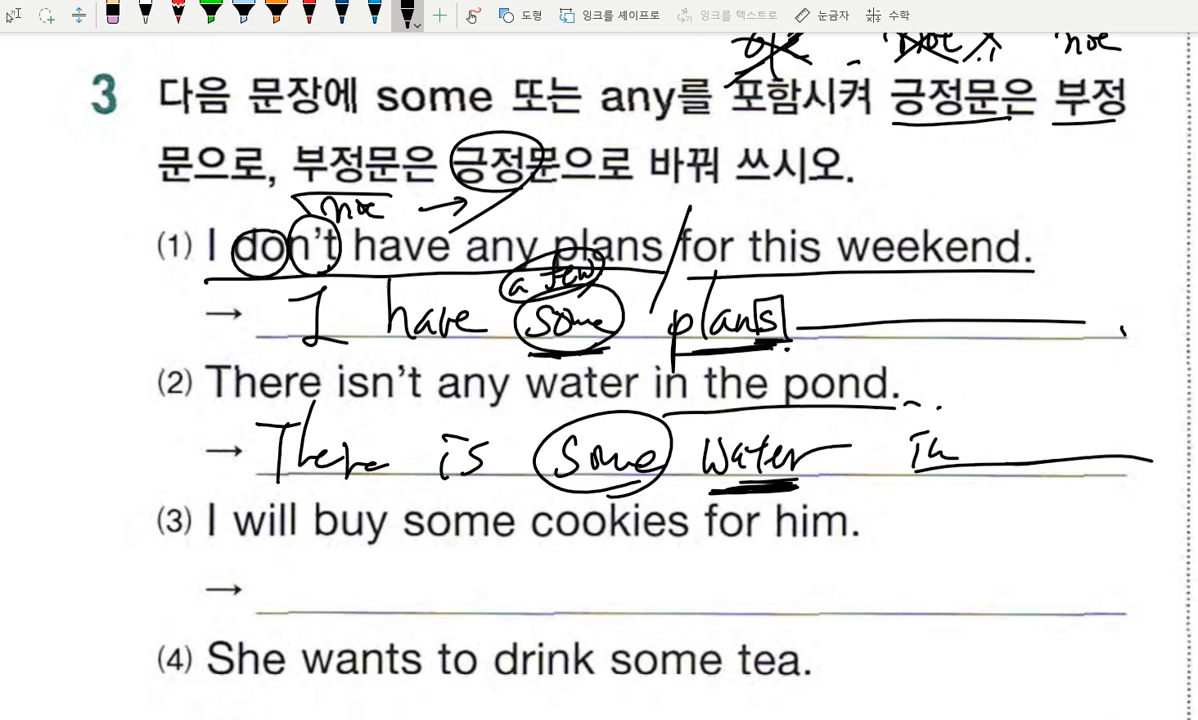 도형 잉크를 셰이프로 잉크를 텍스트로 눈금자 수학
not
3 다음 문장에 some 또는 any를 포함시켜 긍정문은 부정
문으로, 부정문은 긍정문으로 바꿔 쓰시오.
not →
(1) I don't have any plans for this weekend.
a few
→ I have some plans
(2) There isn't any water in the pond.
→ There is some water in
(3) I will buy some cookies for him.
→
(4) She wants to drink some tea.